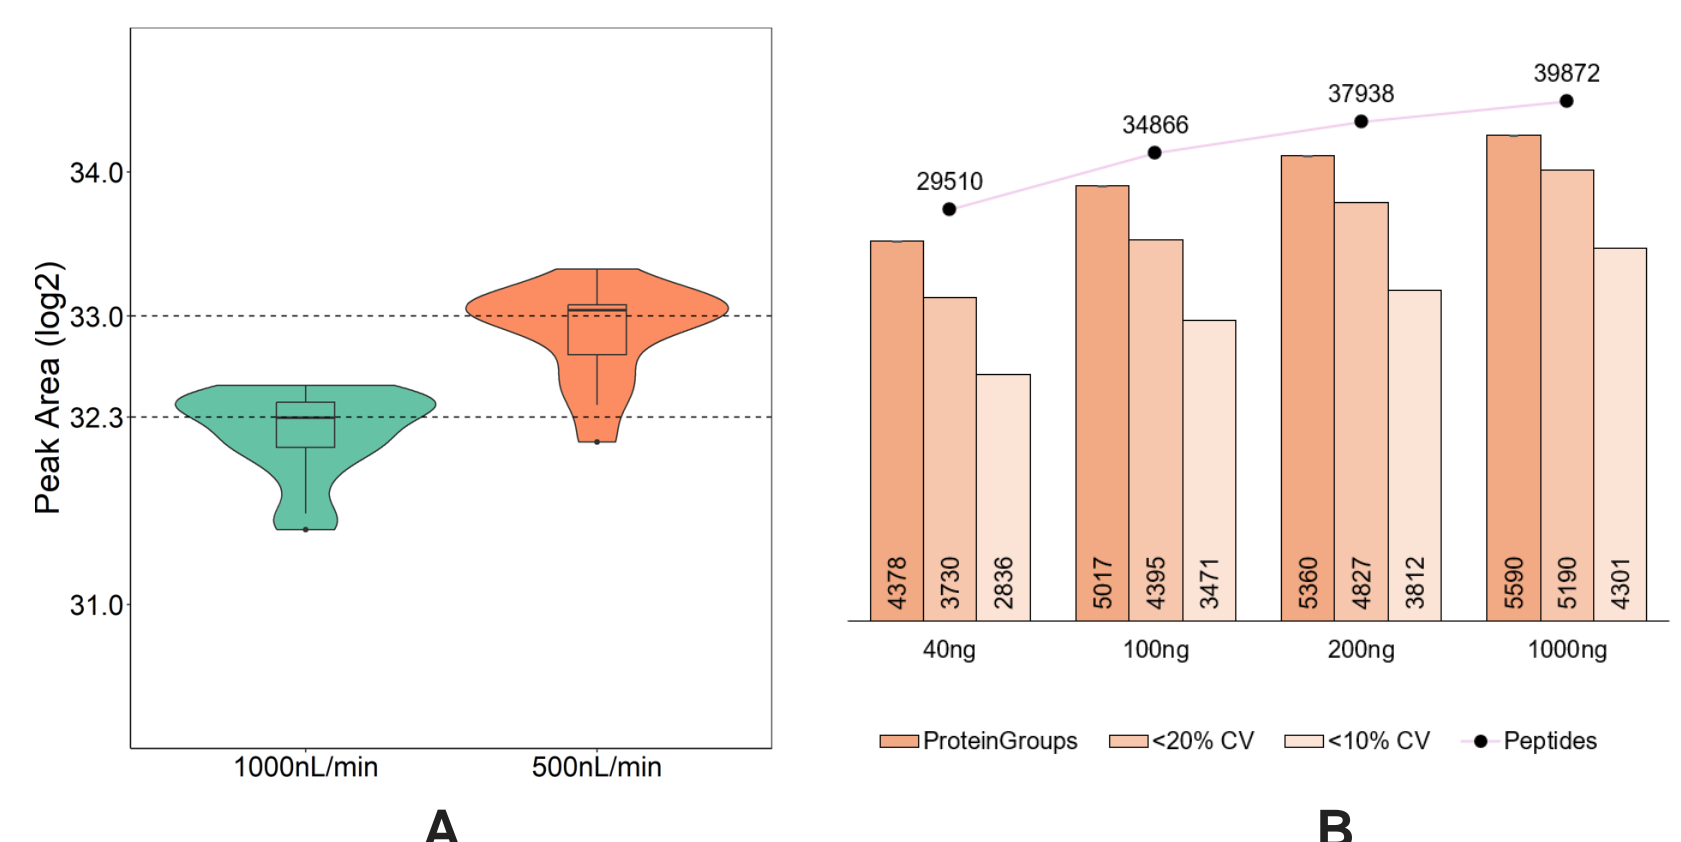 Peak Area (log2)
34.0
33.0
32.3
31.0
1000nL/min
500nL/min
A
29510
34866
37938
39872
4378
3730
2836
5017
4395
3471
5360
4827
3812
5590
5190
4301
40ng
100ng
200ng
1000ng
ProteinGroups
<20% CV
<10% CV
Peptides
B